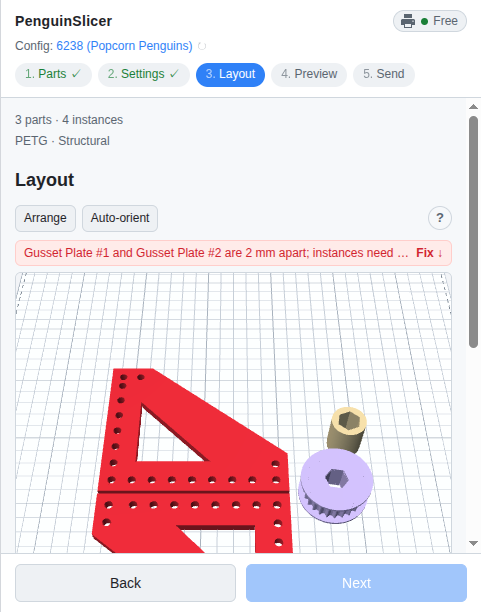 PenguinSlicer
Free
Config: 6238 (Popcorn Penguins)
1. Parts ✓
2. Settings ✓
3. Layout
4. Preview
5. Send
3 parts · 4 instances
PETG · Structural
Layout
Arrange
Auto-orient
?
Gusset Plate #1 and Gusset Plate #2 are 2 mm apart; instances need ...
Fix ↓
Back
Next